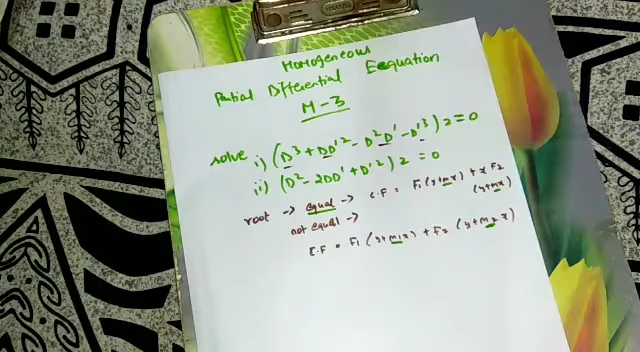 Homogeneous
Partial Differential Eequation
M-3
solve i) (D³ + DD'² - D²D' - D'³) z = 0
ii) (D² - 2DD' + D'²) z = 0
root → equal → C.F = F₁(y+mx) + x F₂
(y+mx)
not equal →
C.F = F₁ (y+m₁x) + F₂ (y+m₂x)